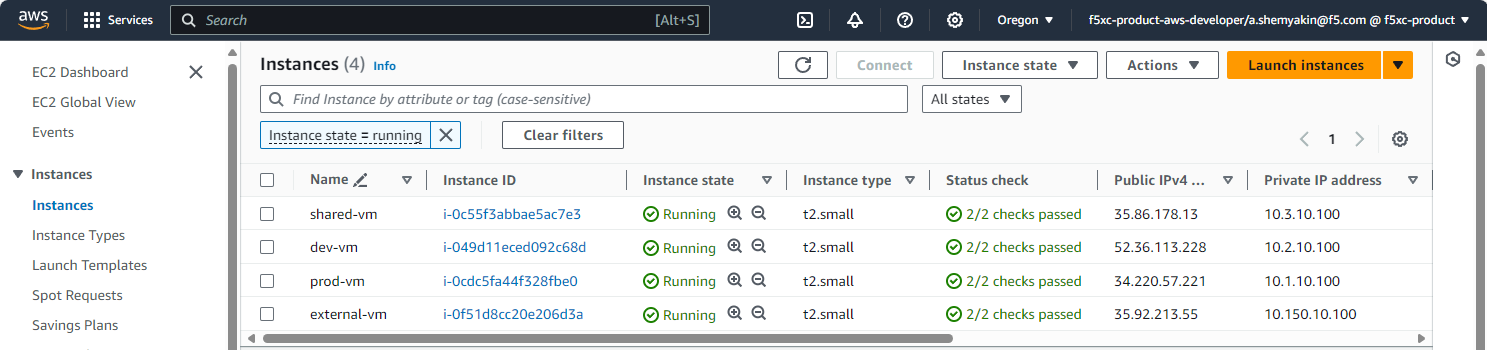 aws Services Search [Alt+S] Oregon f5xc-product-aws-developer/a.shemyakin@f5.com @ f5xc-product
EC2 Dashboard
EC2 Global View
Events
Instances
Instances
Instance Types
Launch Templates
Spot Requests
Savings Plans
Instances (4) Info Connect Instance state Actions Launch instances
Find Instance by attribute or tag (case-sensitive) All states
Instance state = running Clear filters 1
Name Instance ID Instance state Instance type Status check Public IPv4 ... Private IP address
shared-vm i-0c55f3abbae5ac7e3 Running t2.small 2/2 checks passed 35.86.178.13 10.3.10.100
dev-vm i-049d11eced092c68d Running t2.small 2/2 checks passed 52.36.113.228 10.2.10.100
prod-vm i-0cdc5fa44f328fbe0 Running t2.small 2/2 checks passed 34.220.57.221 10.1.10.100
external-vm i-0f51d8cc20e206d3a Running t2.small 2/2 checks passed 35.92.213.55 10.150.10.100